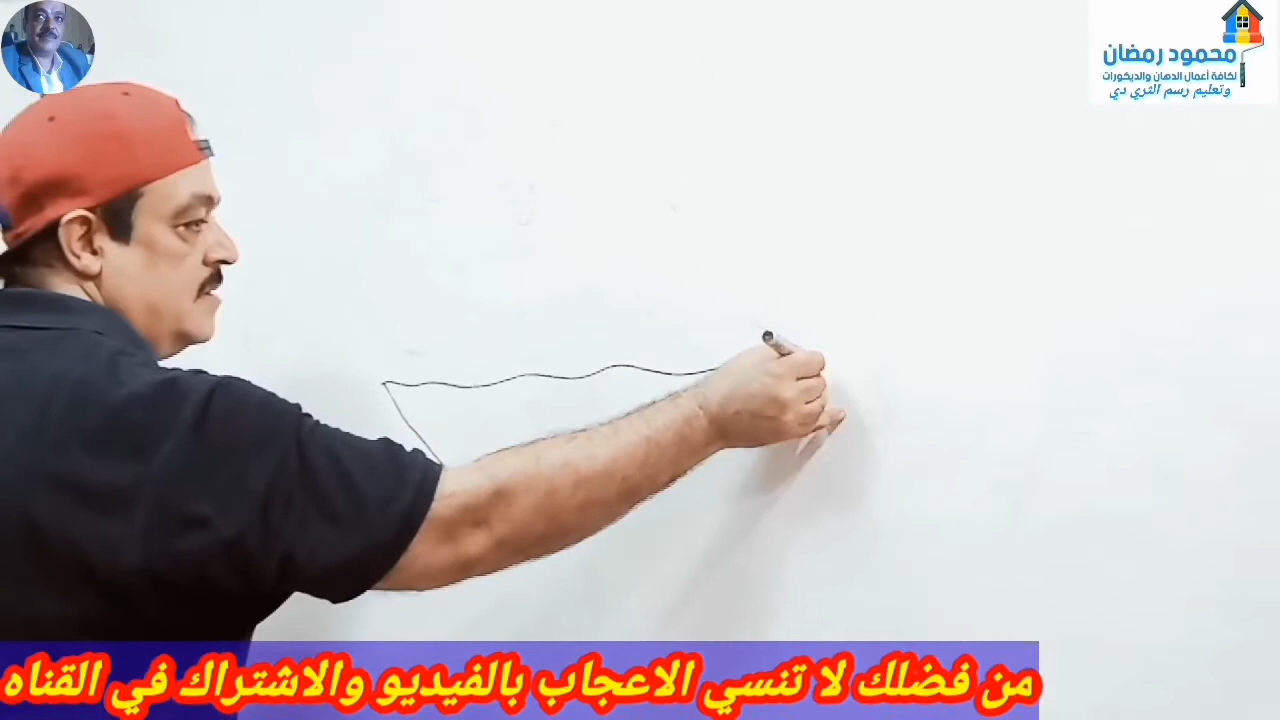 محمود رمضان
لكافة أعمال الدهان والديكورات
وتعليم رسم الثري دي
من فضلك لا تنسي الاعجاب بالفيديو والاشتراك في القناه